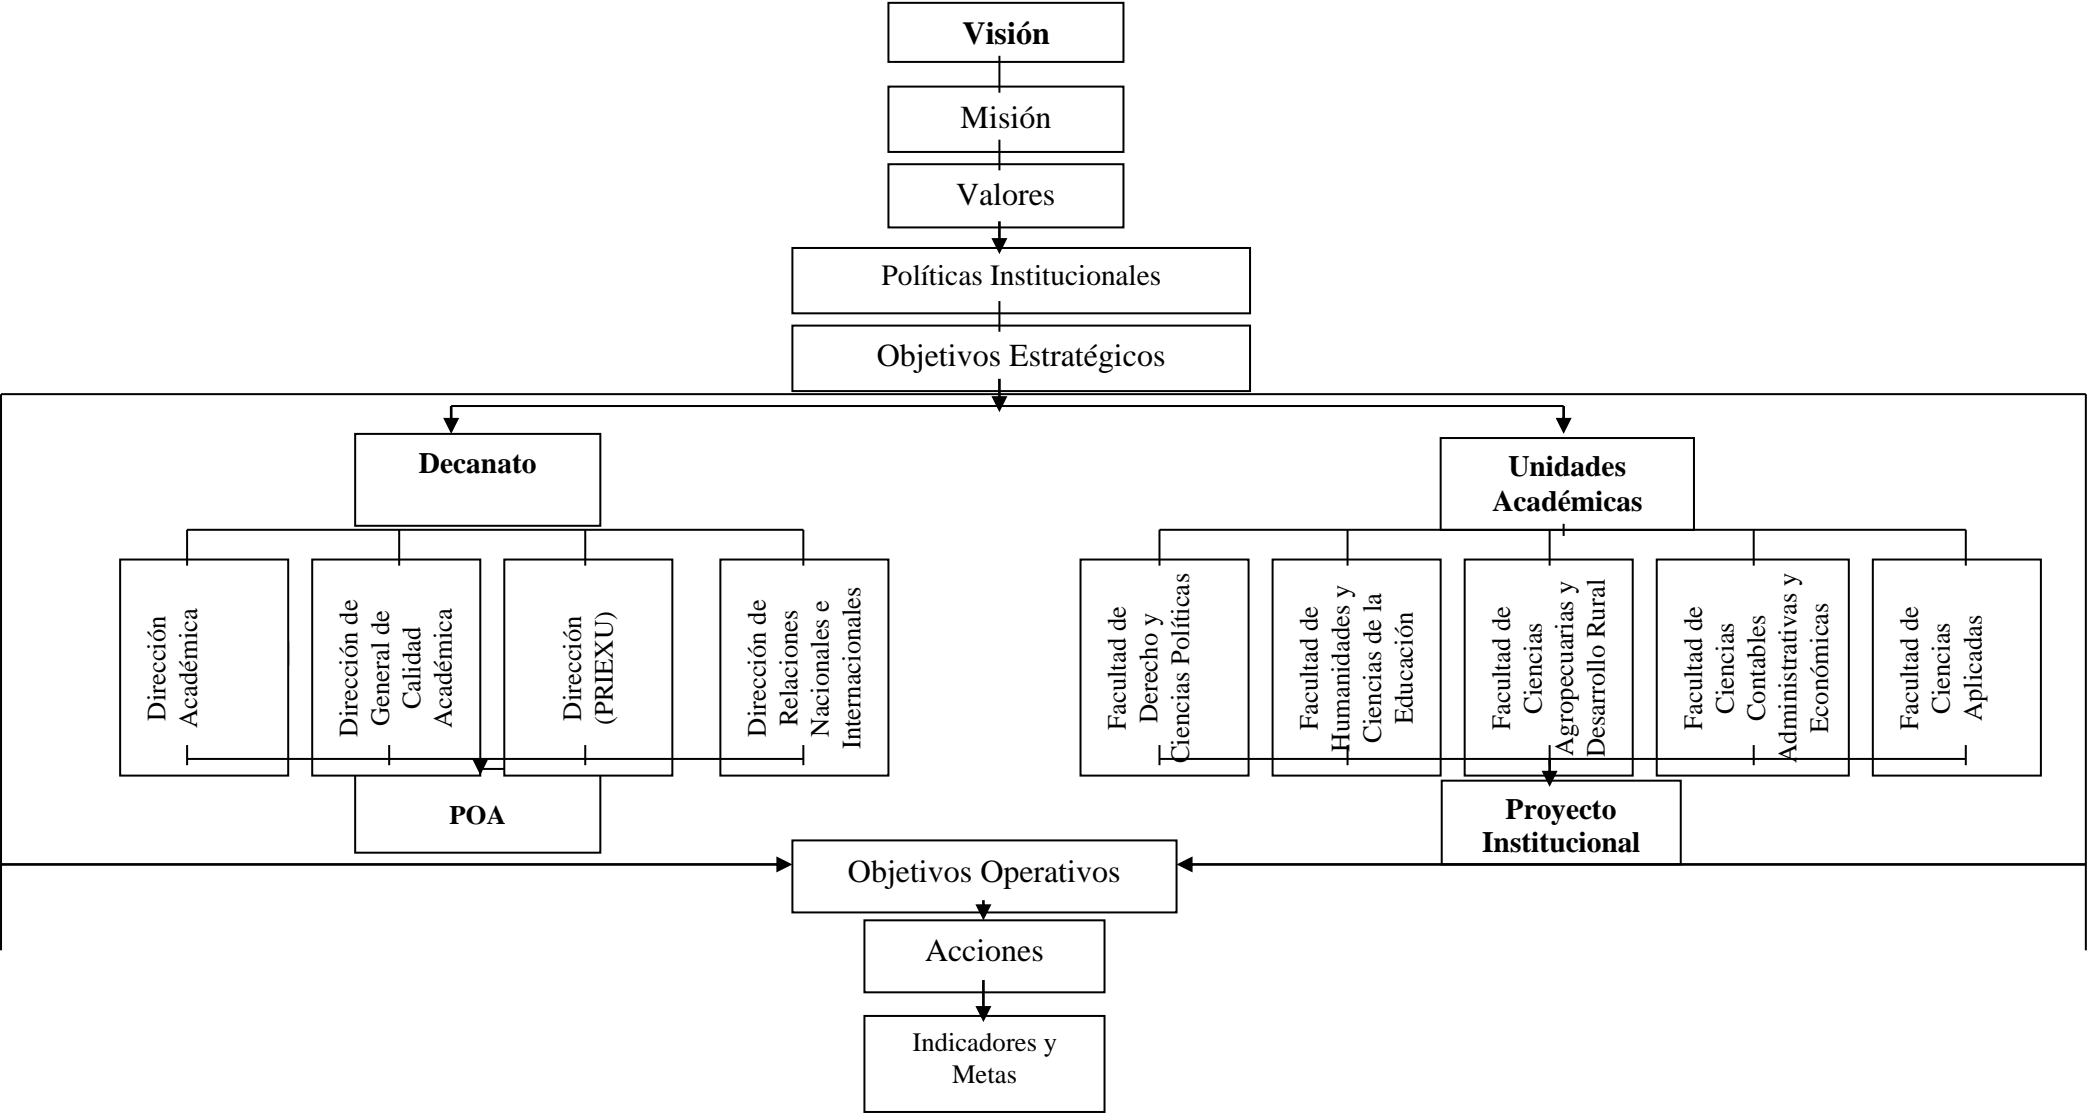 Visión
Misión
Valores
Políticas Institucionales
Objetivos Estratégicos
Decanato
Unidades
Académicas
Dirección
Académica
Dirección de
General de
Calidad
Académica
Dirección
(PRIEXU)
Dirección de
Relaciones
Nacionales e
Internacionales
Facultad de
Derecho y
Ciencias Políticas
Facultad de
Humanidades y
Ciencias de la
Educación
Facultad de
Ciencias
Agropecuarias y
Desarrollo Rural
Facultad de
Ciencias
Contables
Administrativas y
Económicas
Facultad de
Ciencias
Aplicadas
POA
Proyecto
Institucional
Objetivos Operativos
Acciones
Indicadores y
Metas